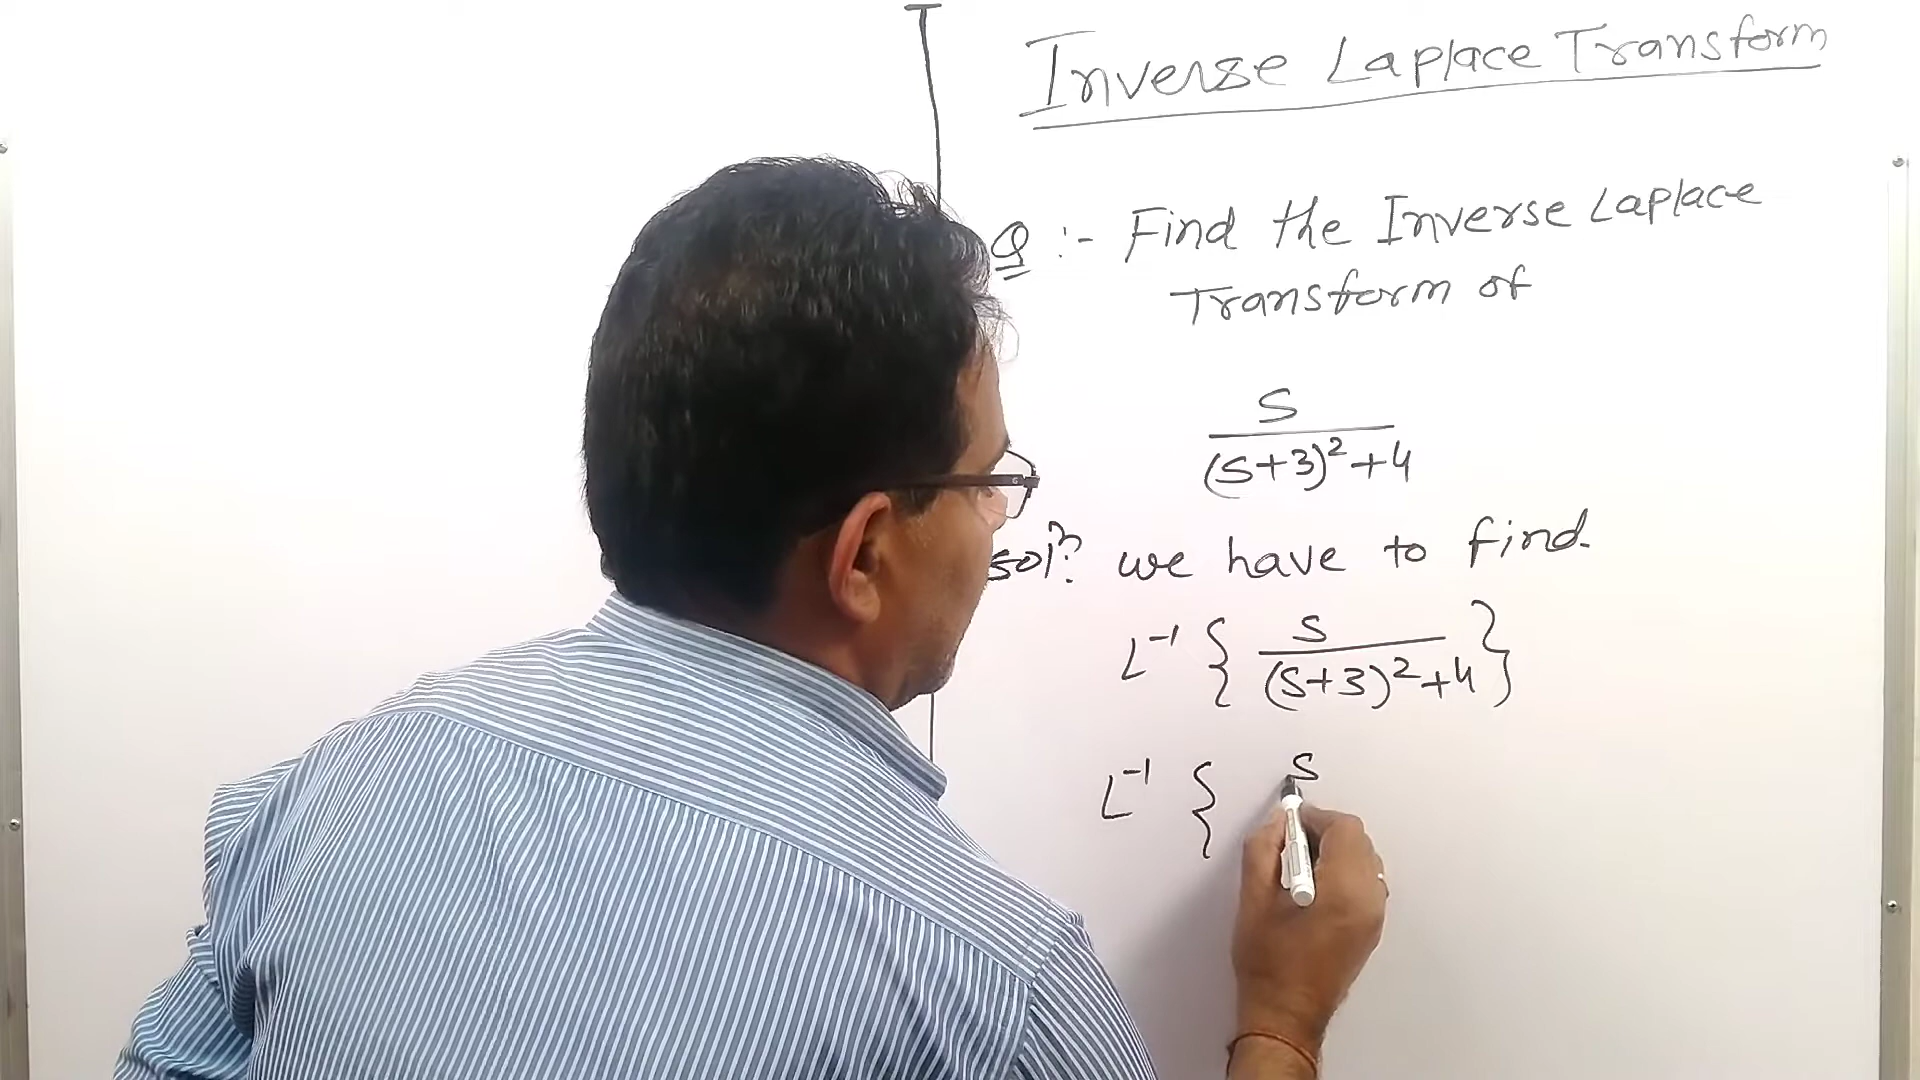 Inverse Laplace Transform
Q :- Find the Inverse Laplace
Transform of
s
(s+3)²+4
solⁿ we have to find
L⁻¹ { s
(s+3)²+4 }
L⁻¹ { s